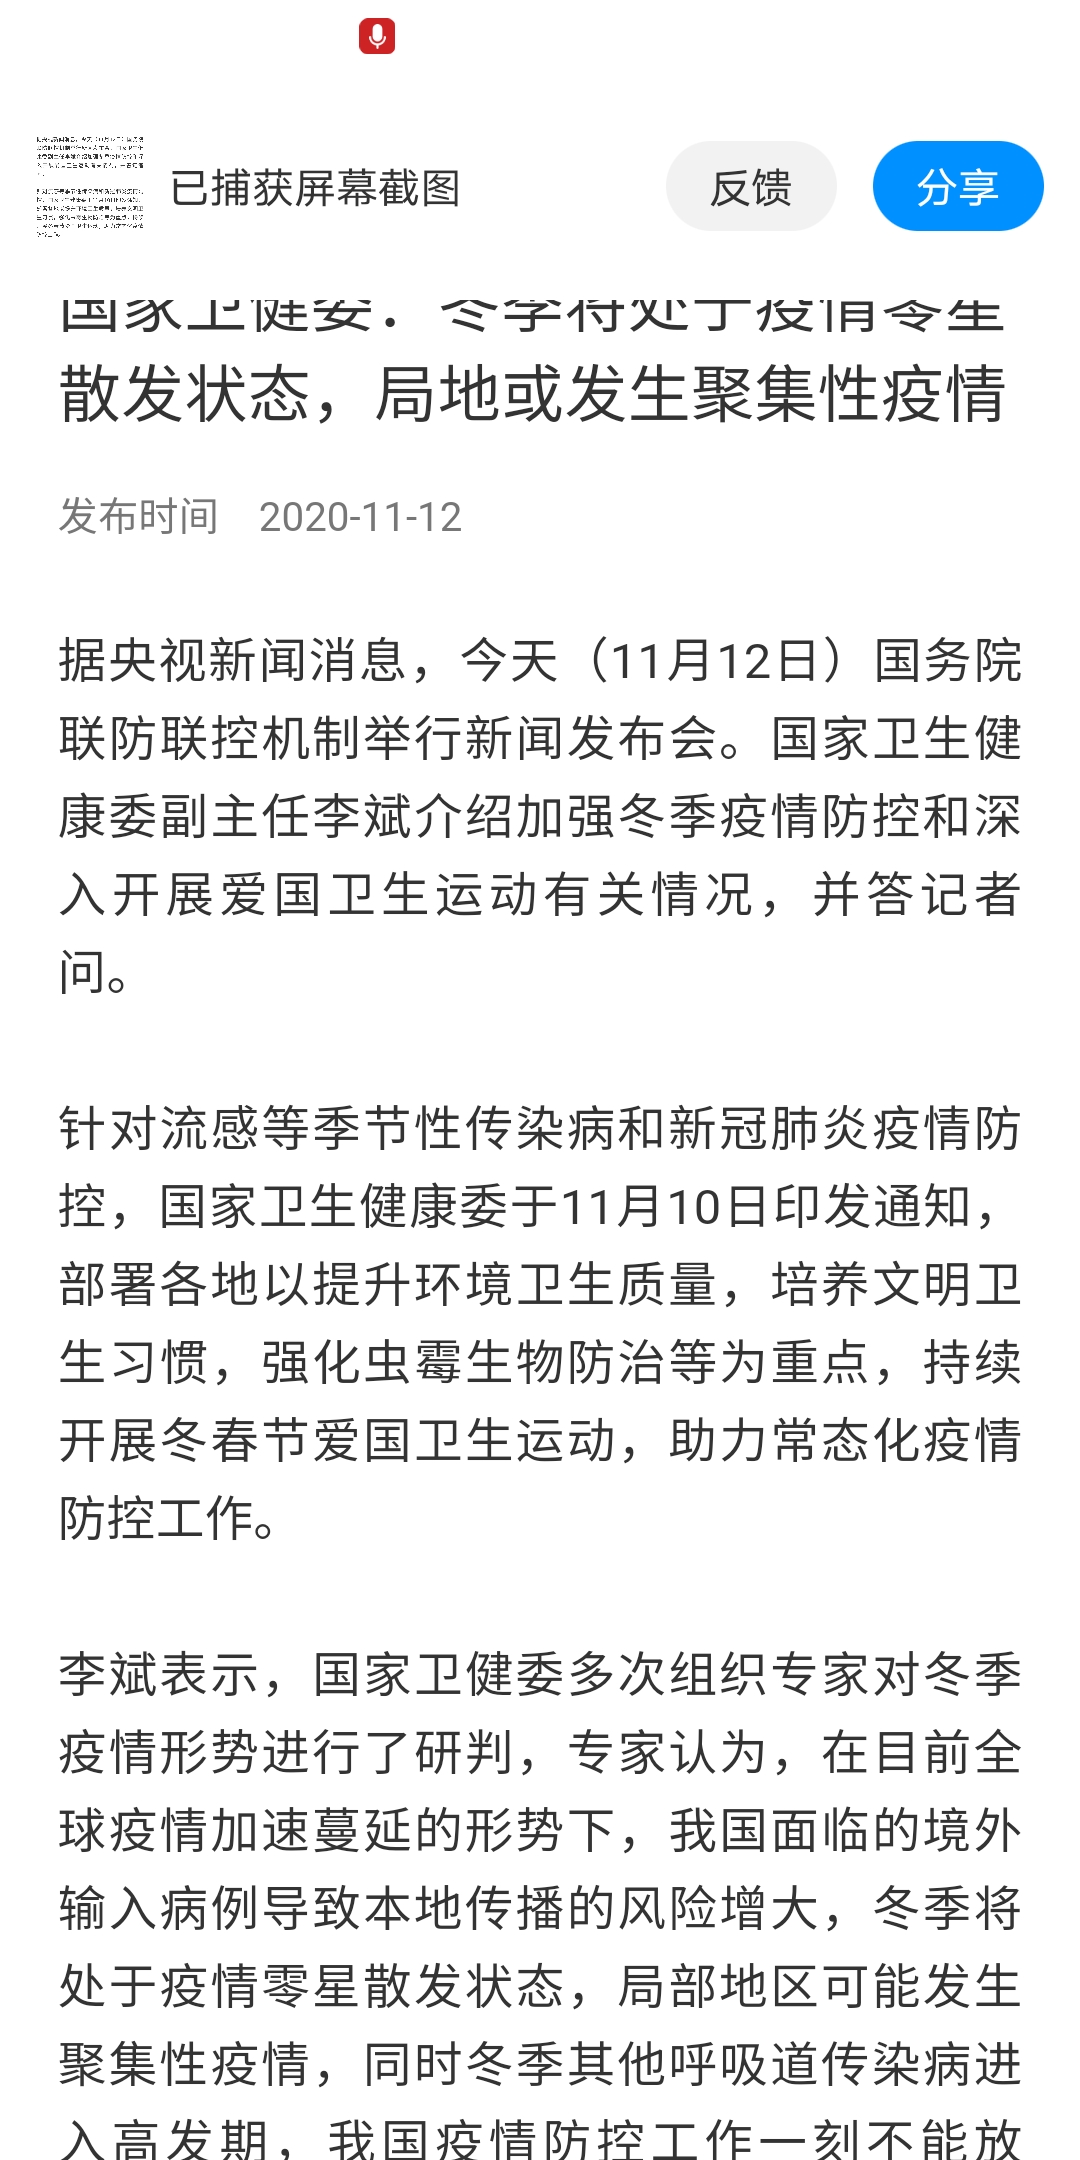 已捕获屏幕截图
反馈
分享
国家卫健委：冬季将处于疫情零星
散发状态，局地或发生聚集性疫情
发布时间 2020-11-12
据央视新闻消息，今天（11月12日）国务院
联防联控机制举行新闻发布会。国家卫生健
康委副主任李斌介绍加强冬季疫情防控和深
入开展爱国卫生运动有关情况，并答记者
问。
针对流感等季节性传染病和新冠肺炎疫情防
控，国家卫生健康委于11月10日印发通知，
部署各地以提升环境卫生质量，培养文明卫
生习惯，强化虫霉生物防治等为重点，持续
开展冬春节爱国卫生运动，助力常态化疫情
防控工作。
李斌表示，国家卫健委多次组织专家对冬季
疫情形势进行了研判，专家认为，在目前全
球疫情加速蔓延的形势下，我国面临的境外
输入病例导致本地传播的风险增大，冬季将
处于疫情零星散发状态，局部地区可能发生
聚集性疫情，同时冬季其他呼吸道传染病进
入高发期，我国疫情防控工作一刻不能放